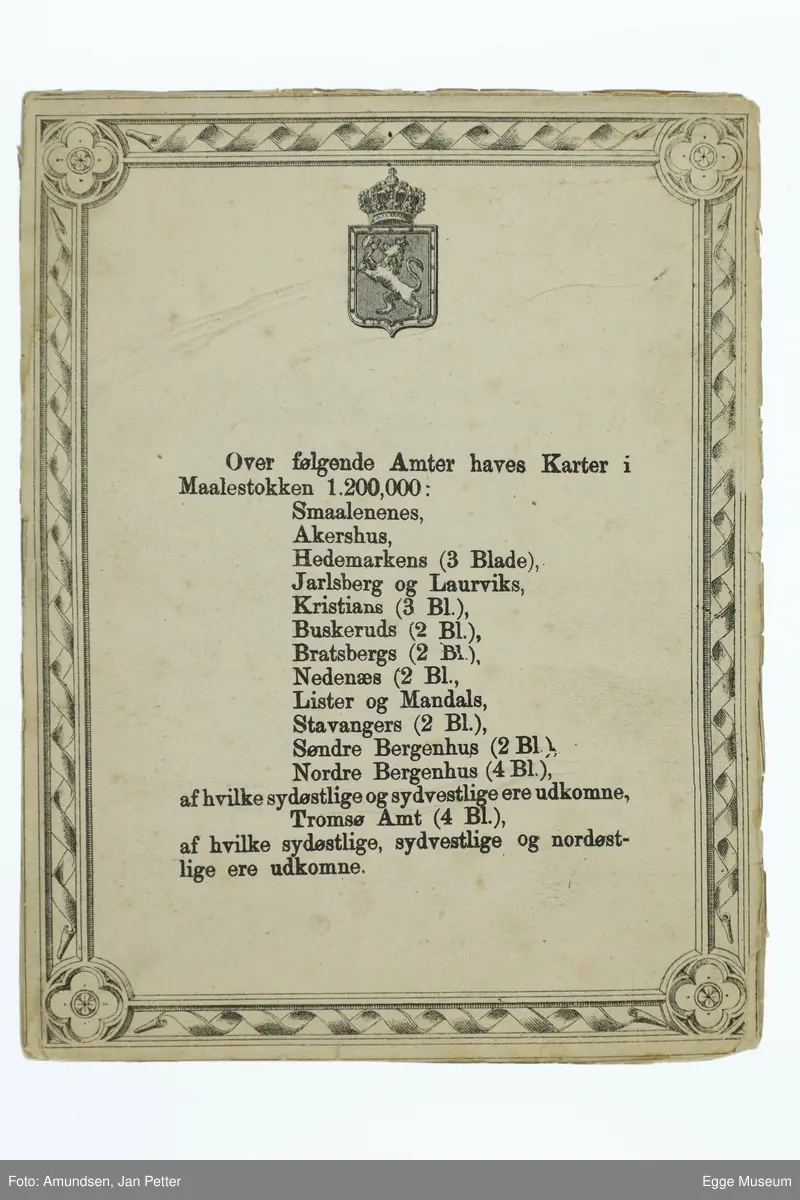 Over følgende Amter haves Karter i
Maalestokken 1.200,000:
Smaalenenes,
Akershus,
Hedemarkens (3 Blade),
Jarlsberg og Laurviks,
Kristians (3 Bl.),
Buskeruds (2 Bl.),
Bratsbergs (2 Bl.),
Nedenæs (2 Bl.,
Lister og Mandals,
Stavangers (2 Bl.),
Søndre Bergenhus (2 Bl.),
Nordre Bergenhus (4 Bl.),
af hvilke sydøstlige og sydvestlige ere udkomne,
Tromsø Amt (4 Bl.),
af hvilke sydøstlige, sydvestlige og nordøst-
lige ere udkomne.
Foto: Amundsen, Jan Petter
Egge Museum